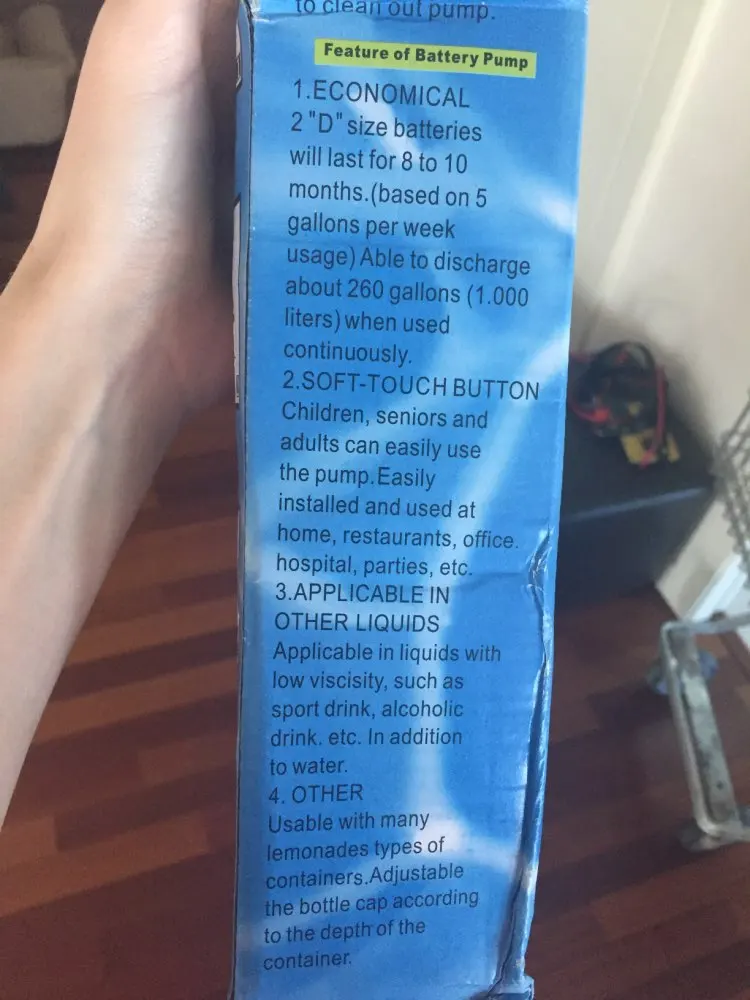 to clean out pump.
Feature of Battery Pump
1.ECONOMICAL
2 "D" size batteries
will last for 8 to 10
months.(based on 5
gallons per week
usage) Able to discharge
about 260 gallons (1.000
liters) when used
continuously.
2.SOFT-TOUCH BUTTON
Children, seniors and
adults can easily use
the pump.Easily
installed and used at
home, restaurants, office.
hospital, parties, etc.
3.APPLICABLE IN
OTHER LIQUIDS
Applicable in liquids with
low viscisity, such as
sport drink, alcoholic
drink. etc. In addition
to water.
4. OTHER
Usable with many
lemonades types of
containers.Adjustable
the bottle cap according
to the depth of the
container.